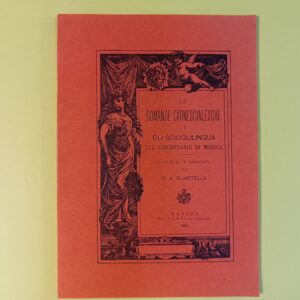 LE
DOMANDE CARNESCIALESCHE
E
GLI SCIOGLILINGUA
DEL CIRCONDARIO DI MODICA
RACCOLTI E ANNOTATI
DA
S. A. GUASTELLA
RAGUSA